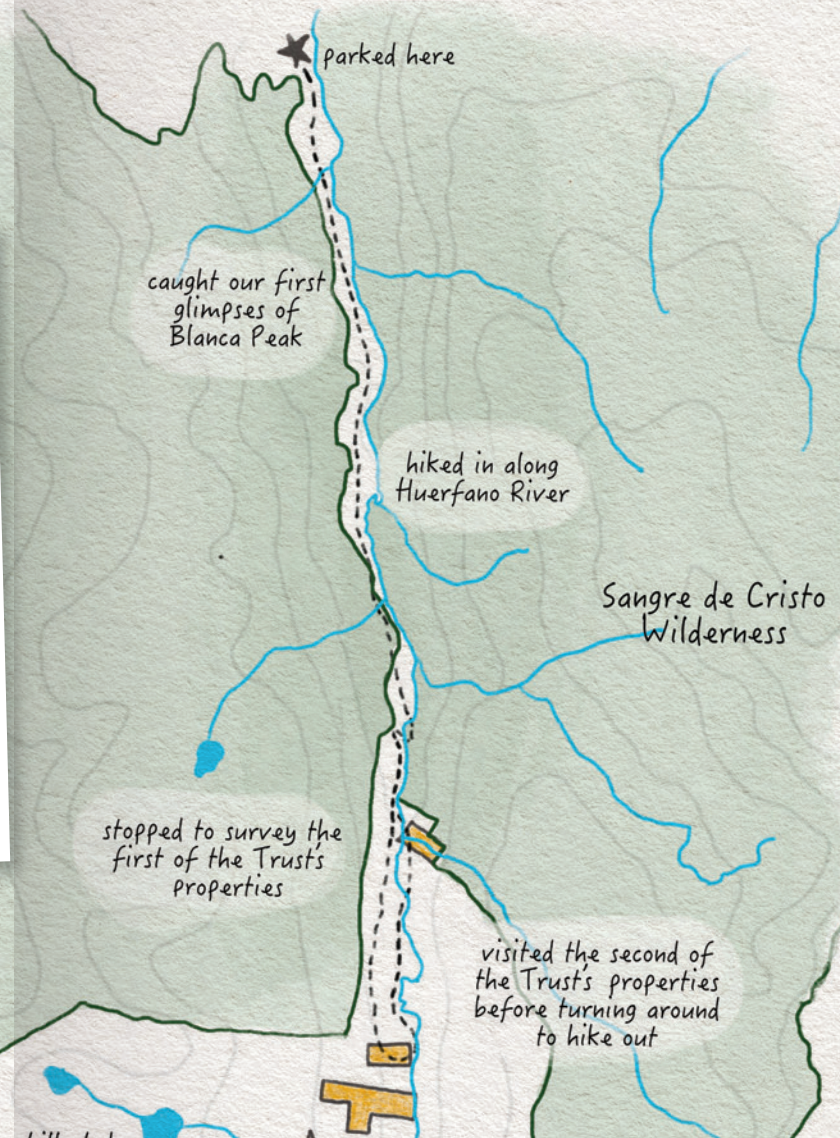 parked here
caught our first
glimpses of
Blanca Peak
hiked in along
Huerfano River
Sangre de Cristo
Wilderness
stopped to survey the
first of the Trust's
properties
visited the second of
the Trust's properties
before turning around
to hike out